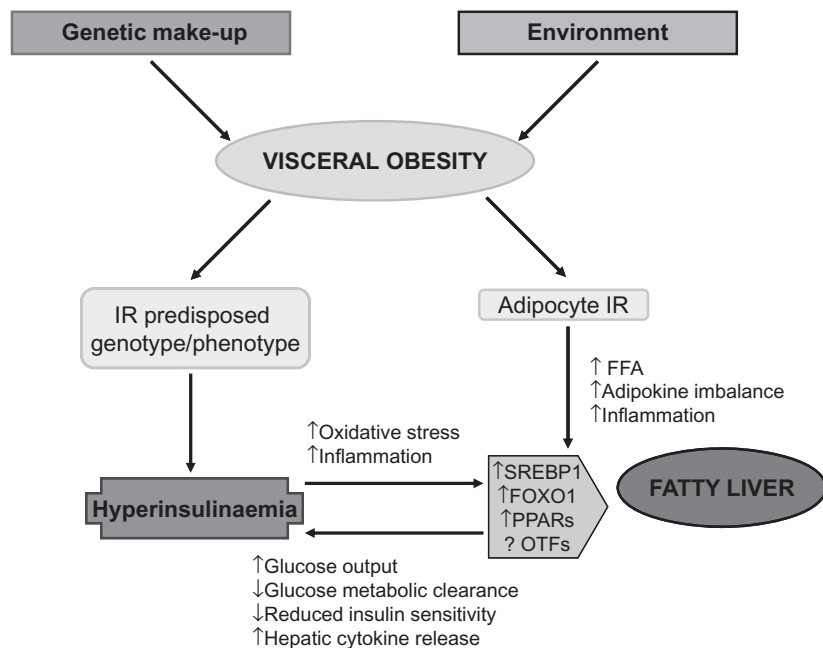 Genetic make-up
Environment
VISCERAL OBESITY
IR predisposed
genotype/phenotype
Adipocyte IR
↑ FFA
↑Adipokine imbalance
↑Inflammation
↑Oxidative stress
↑Inflammation
Hyperinsulinaemia
↑SREBP1
↑FOXO1
↑PPARs
? OTFs
FATTY LIVER
↑Glucose output
↓Glucose metabolic clearance
↓Reduced insulin sensitivity
↑Hepatic cytokine release